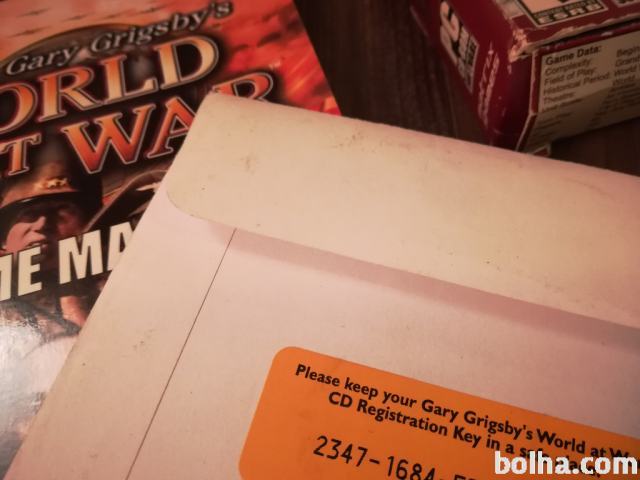 Gary Grigsby's
ORLD
T WAR
ME MA
Game Data:
Complexity:
Field of Play:
Historical Period: World
Theatre:
Please keep your Gary Grigsby's World at
CD Registration Key in a
2347-1684-
bolha.com